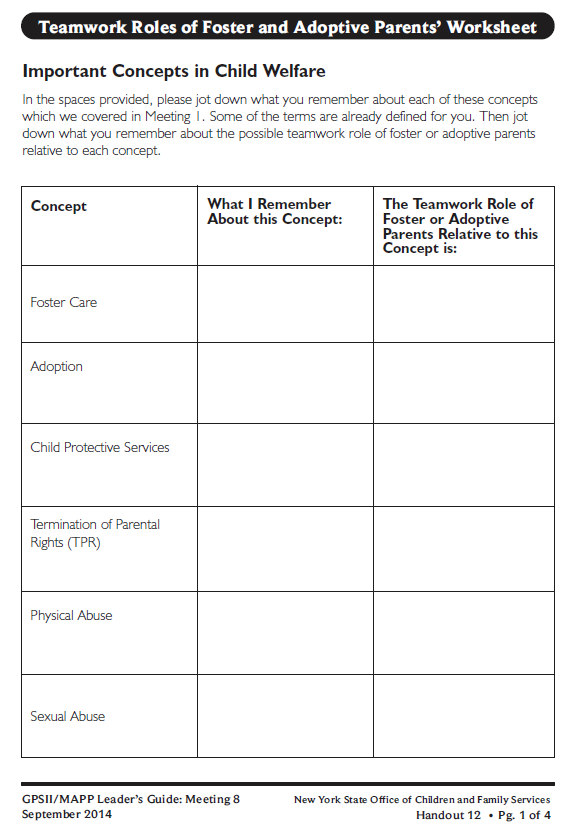 Teamwork Roles of Foster and Adoptive Parents' Worksheet
Important Concepts in Child Welfare
In the spaces provided, please jot down what you remember about each of these concepts
which we covered in Meeting 1. Some of the terms are already defined for you. Then jot
down what you remember about the possible teamwork role of foster or adoptive parents
relative to each concept.
Concept
What I Remember
About this Concept:
The Teamwork Role of
Foster or Adoptive
Parents Relative to this
Concept is:
Foster Care
Adoption
Child Protective Services
Termination of Parental
Rights (TPR)
Physical Abuse
Sexual Abuse
GPSII/MAPP Leader's Guide: Meeting 8
September 2014
New York State Office of Children and Family Services
Handout 12 • Pg. 1 of 4